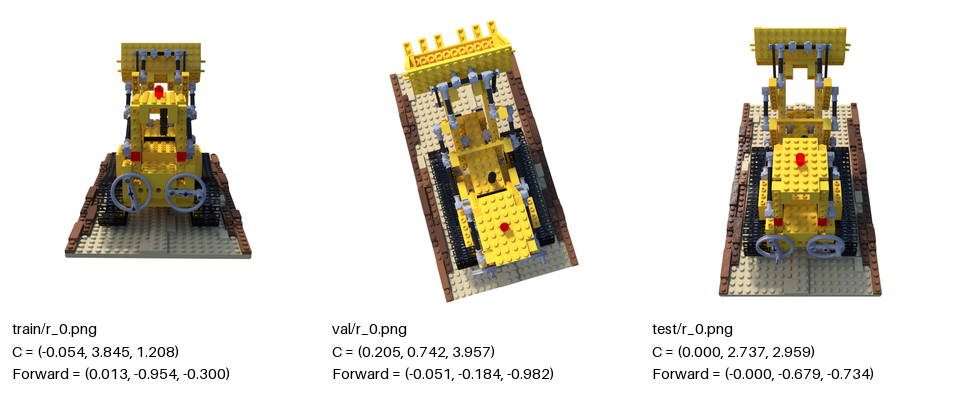 train/r_0.png
C = (-0.054, 3.845, 1.208)
Forward = (0.013, -0.954, -0.300)
val/r_0.png
C = (0.205, 0.742, 3.957)
Forward = (-0.051, -0.184, -0.982)
test/r_0.png
C = (0.000, 2.737, 2.959)
Forward = (-0.000, -0.679, -0.734)